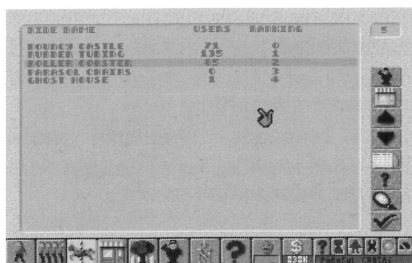 RIDE NAME USERS RANKING
BOUNCY CASTLE 71 0
RUBBER TUBING 135 1
ROLLER COASTER 65 2
PARASOL CHAIRS 0 3
GHOST HOUSE 1 4
5
?
? $ ?